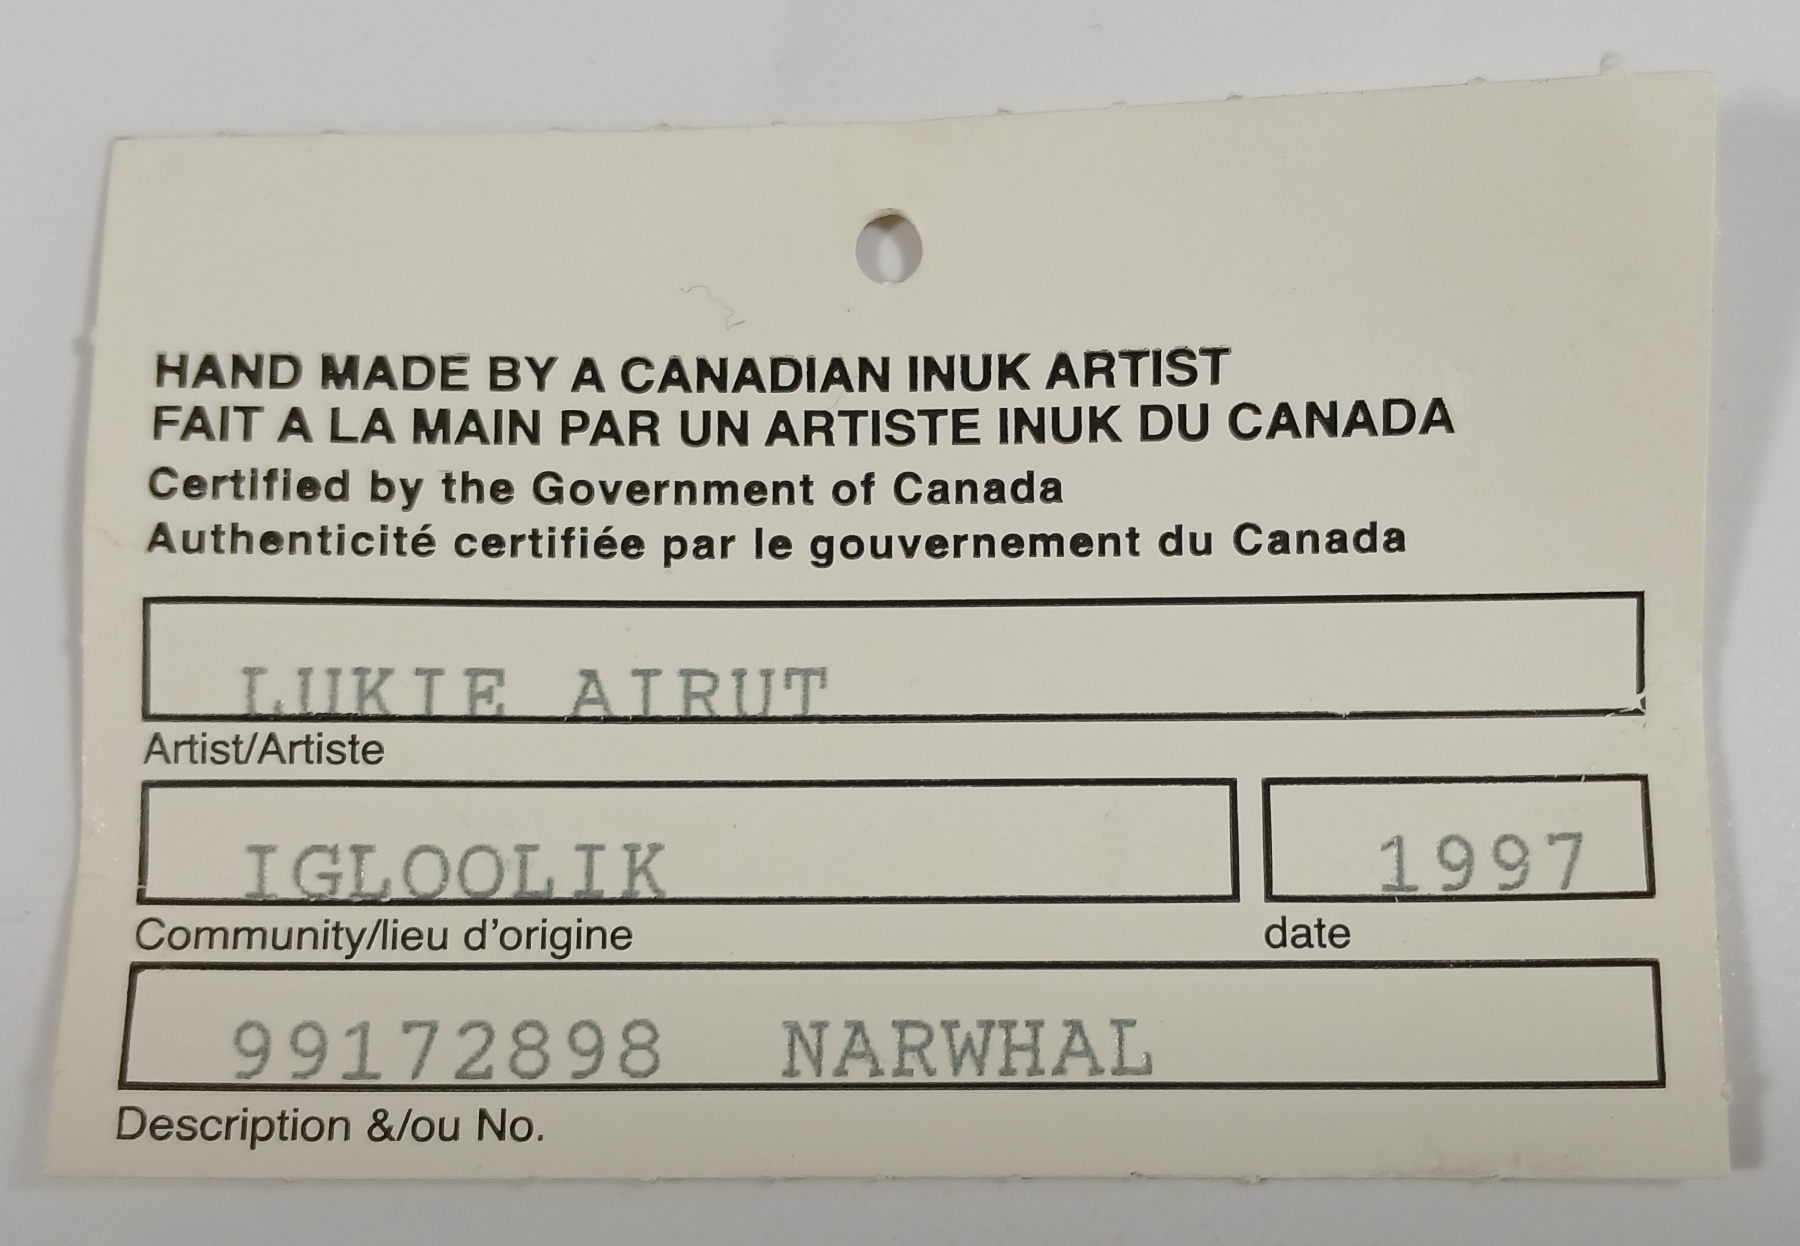 HAND MADE BY A CANADIAN INUK ARTIST
FAIT A LA MAIN PAR UN ARTISTE INUK DU CANADA
Certified by the Government of Canada
Authenticité certifiée par le gouvernement du Canada
LUKIE AIRUT
Artist/Artiste
IGLOOLIK 1997
Community/lieu d'origine date
99172898 NARWHAL
Description &/ou No.